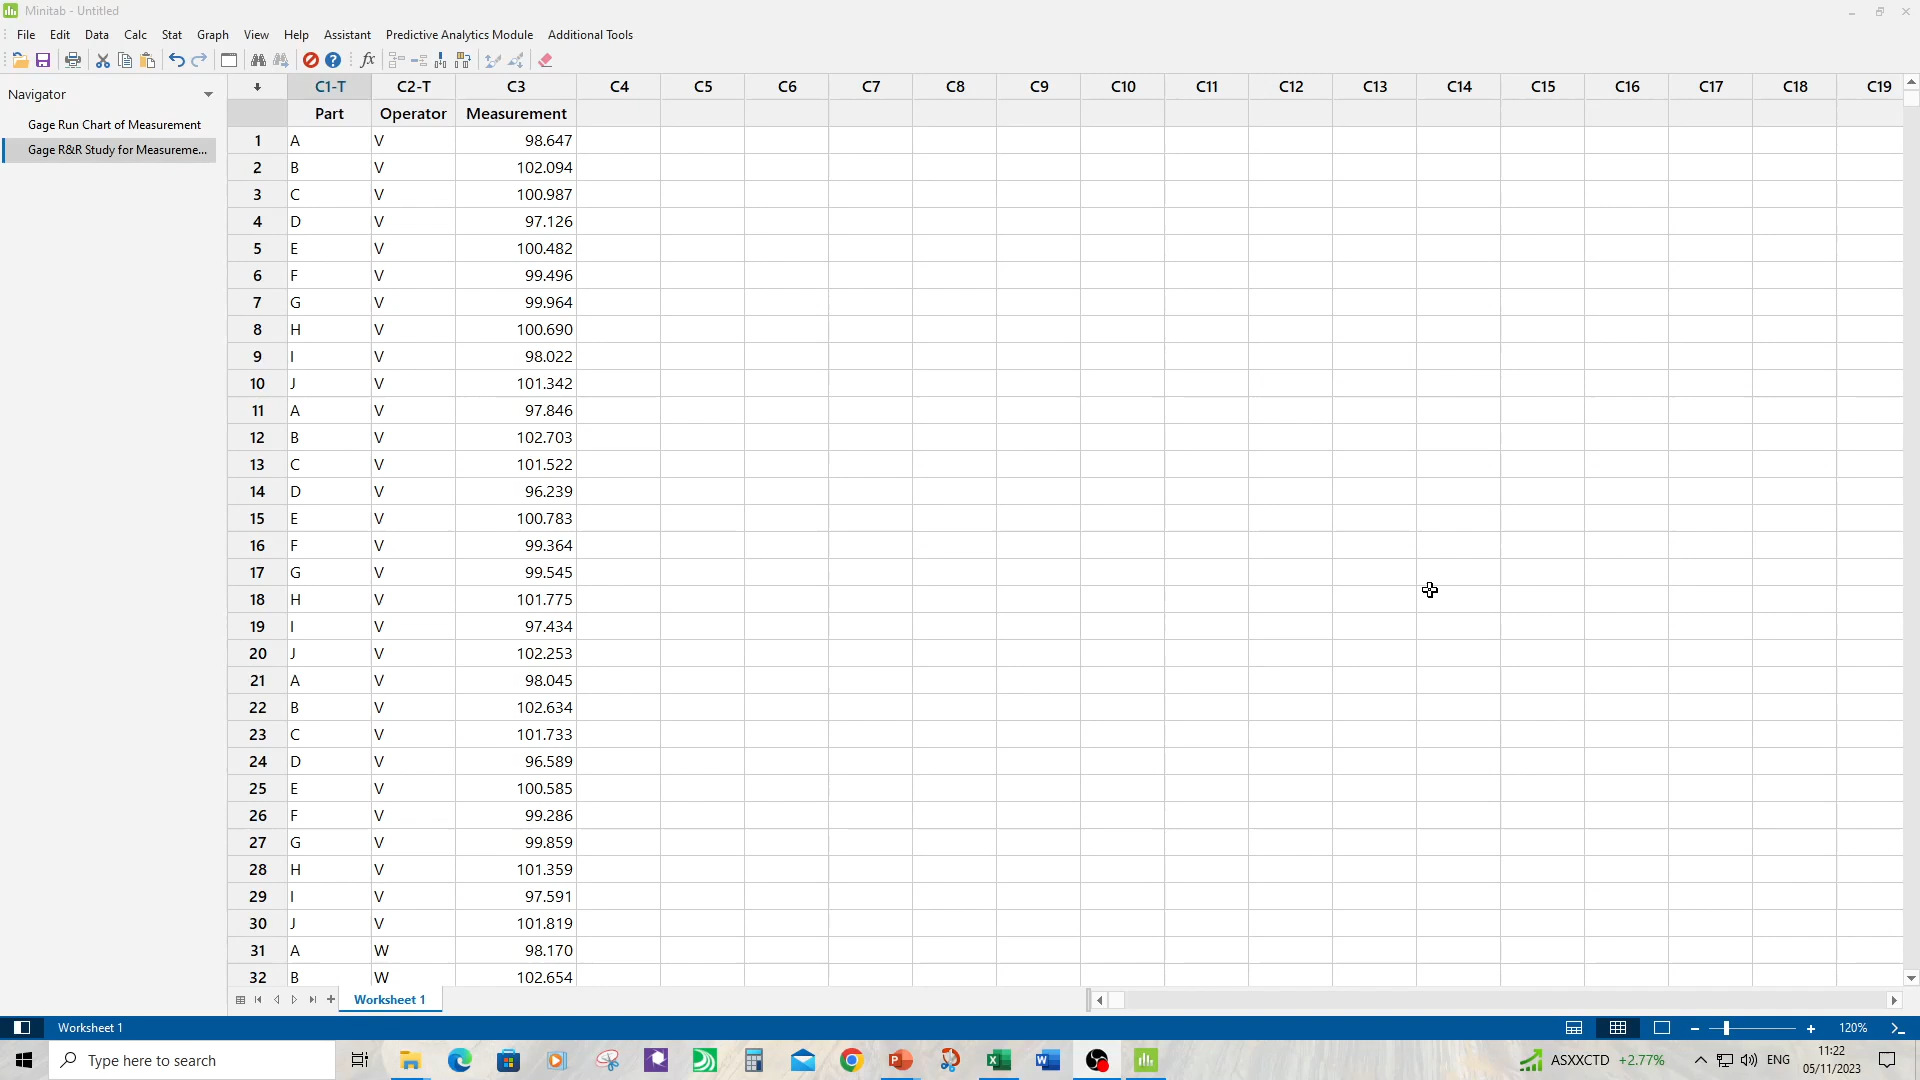 Minitab - Untitled
File Edit Data Calc Stat Graph View Help Assistant Predictive Analytics Module Additional Tools
Navigator
Gage Run Chart of Measurement
Gage R&R Study for Measureme...
C1-T C2-T C3 C4 C5 C6 C7 C8 C9 C10 C11 C12 C13 C14 C15 C16 C17 C18 C19
Part Operator Measurement
1 A V 98.647
2 B V 102.094
3 C V 100.987
4 D V 97.126
5 E V 100.482
6 F V 99.496
7 G V 99.964
8 H V 100.690
9 I V 98.022
10 J V 101.342
11 A V 97.846
12 B V 102.703
13 C V 101.522
14 D V 96.239
15 E V 100.783
16 F V 99.364
17 G V 99.545
18 H V 101.775
19 I V 97.434
20 J V 102.253
21 A V 98.045
22 B V 102.634
23 C V 101.733
24 D V 96.589
25 E V 100.585
26 F V 99.286
27 G V 99.859
28 H V 101.359
29 I V 97.591
30 J V 101.819
31 A W 98.170
32 B W 102.654
Worksheet 1
Worksheet 1 120%
Type here to search ASXXCTD +2.77% ENG 11:22
05/11/2023